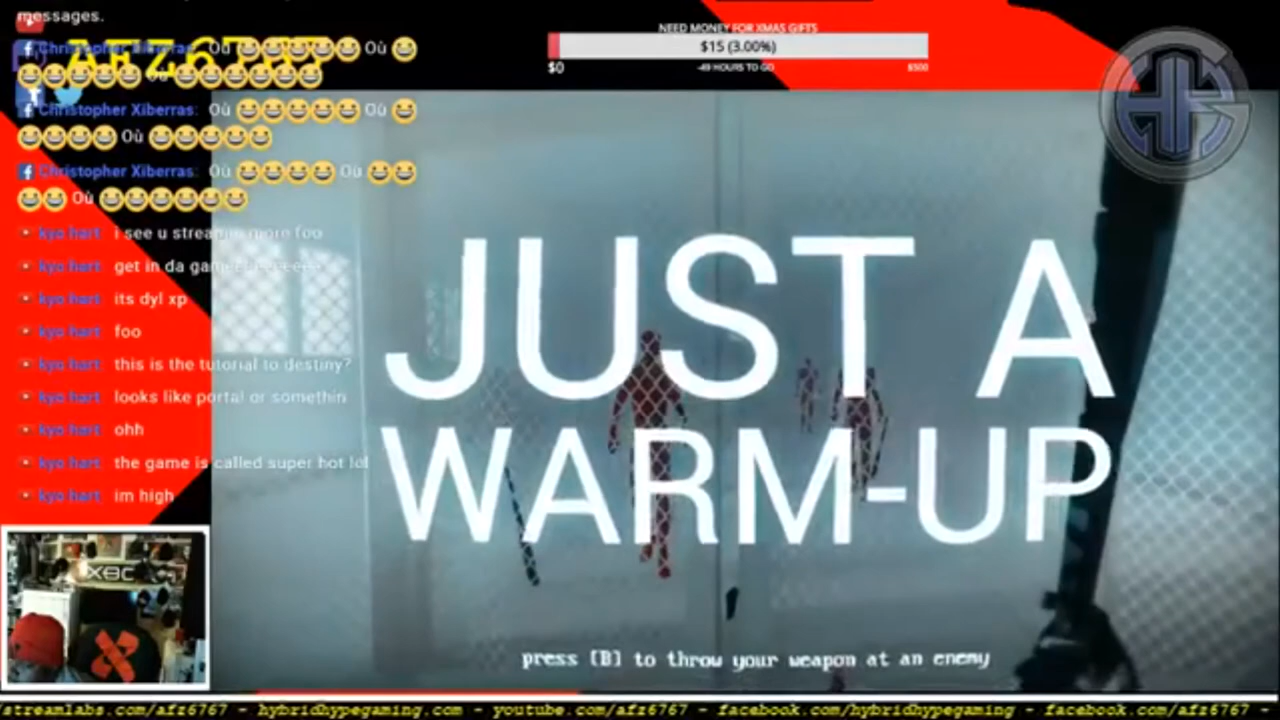 messages.
NEED MONEY FOR XMAS GIFTS
$15 (3.00%)
$0
-49 HOURS TO GO
$500
Christopher Xiberras: Où 😀😀😀😀😀 Où 😀
😀😀😀😀😀 Où 😀😀😀😀😀😀
Christopher Xiberras: Où 😀😀😀😀😀 Où 😀
😀😀😀😀 Où 😀😀😀😀😀
Christopher Xiberras: Où 😀😀😀😀 Où 😀😀
😀😀 Où 😀😀😀😀😀😀
kyo hart i see u streamin more foo
kyo hart get in da
kyo hart its dyl xp
kyo hart foo
kyo hart this is the tutorial to destiny?
kyo hart looks like portal or somethin
kyo hart ohh
kyo hart the game is called super hot lol
kyo hart im high
JUST A
WARM-UP
XBC
press [B] to throw your weapon at an enemy
/streamlabs.com/afz6767 - hybridhypegaming.com - youtube.com/afz6767 - facebook.com/hybridhypegaming - facebook.com/afz6767 -